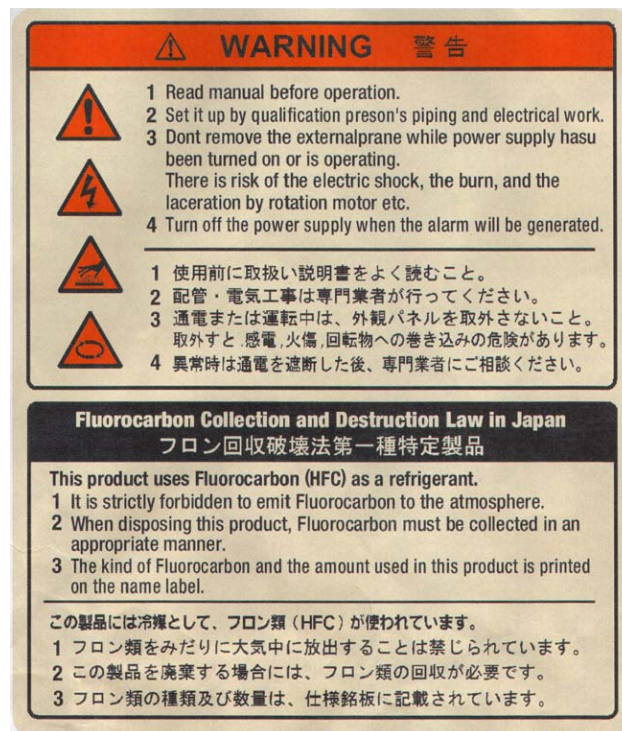 WARNING 警告
1 Read manual before operation.
2 Set it up by qualification preson's piping and electrical work.
3 Dont remove the externalprane while power supply hasu
been turned on or is operating.
There is risk of the electric shock, the burn, and the
laceration by rotation motor etc.
4 Turn off the power supply when the alarm will be generated.
1 使用前に取扱い説明書をよく読むこと。
2 配管・電気工事は専門業者が行ってください。
3 通電または運転中は、外観パネルを取外さないこと。
取外すと.感電,火傷,回転物への巻き込みの危険があります。
4 異常時は通電を遮断した後、専門業者にご相談ください。
Fluorocarbon Collection and Destruction Law in Japan
フロン回収破壊法第一種特定製品
This product uses Fluorocarbon (HFC) as a refrigerant.
1 It is strictly forbidden to emit Fluorocarbon to the atmosphere.
2 When disposing this product, Fluorocarbon must be collected in an
appropriate manner.
3 The kind of Fluorocarbon and the amount used in this product is printed
on the name label.
この製品には冷媒として、フロン類（HFC）が使われています。
1 フロン類をみだりに大気中に放出することは禁じられています。
2 この製品を廃棄する場合には、フロン類の回収が必要です。
3 フロン類の種類及び数量は、仕様銘板に記載されています。